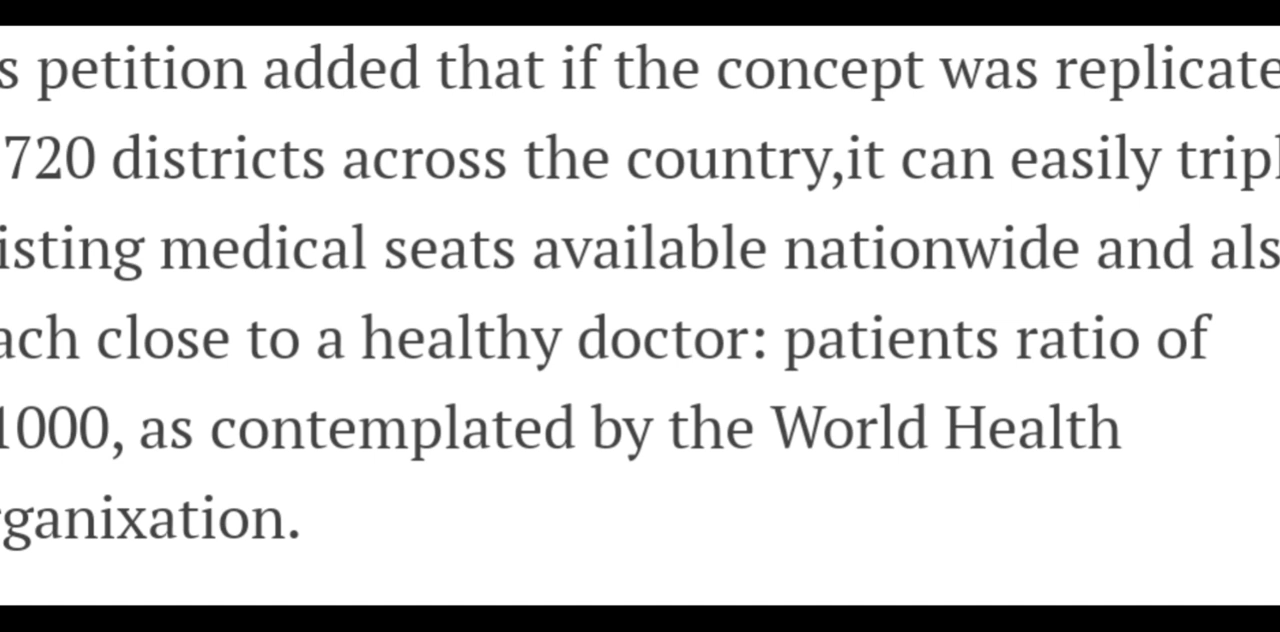 s petition added that if the concept was replicate
720 districts across the country,it can easily tripl
isting medical seats available nationwide and als
ach close to a healthy doctor: patients ratio of
1000, as contemplated by the World Health
rganixation.